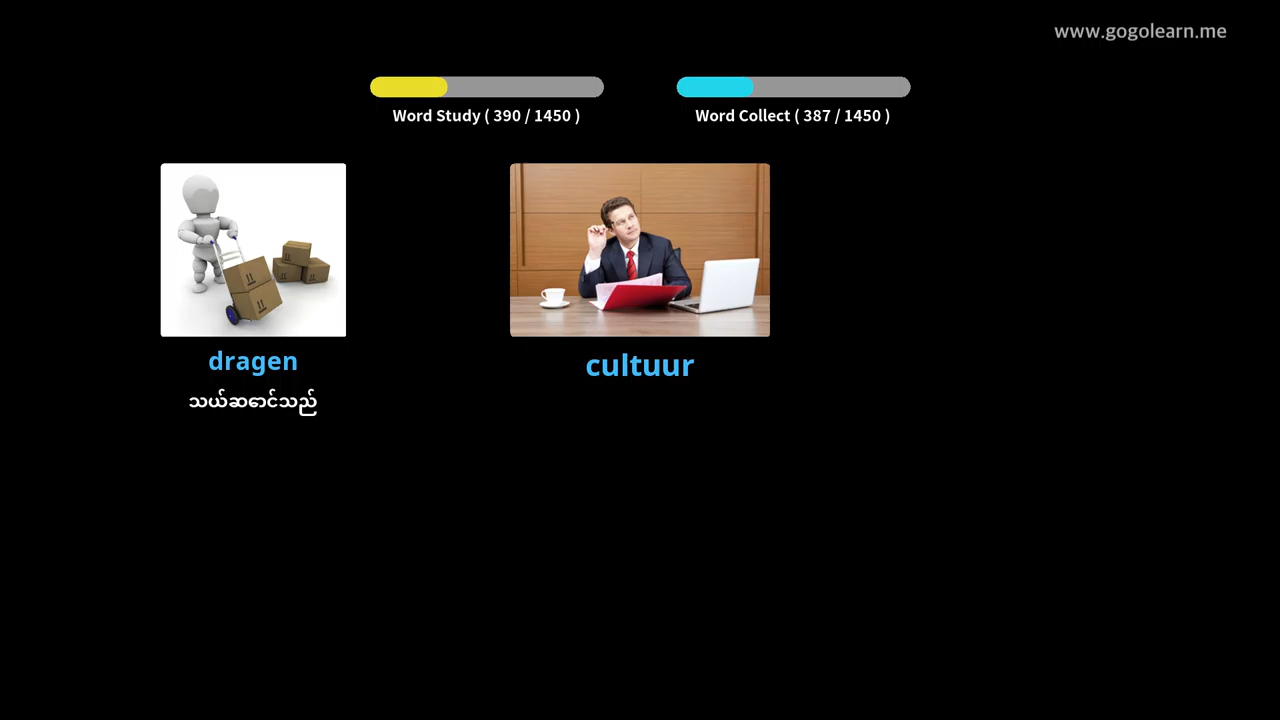 www.gogolearn.me
Word Study ( 390 / 1450 )
Word Collect ( 387 / 1450 )
dragen
သယ်ဆောင်သည်
cultuur